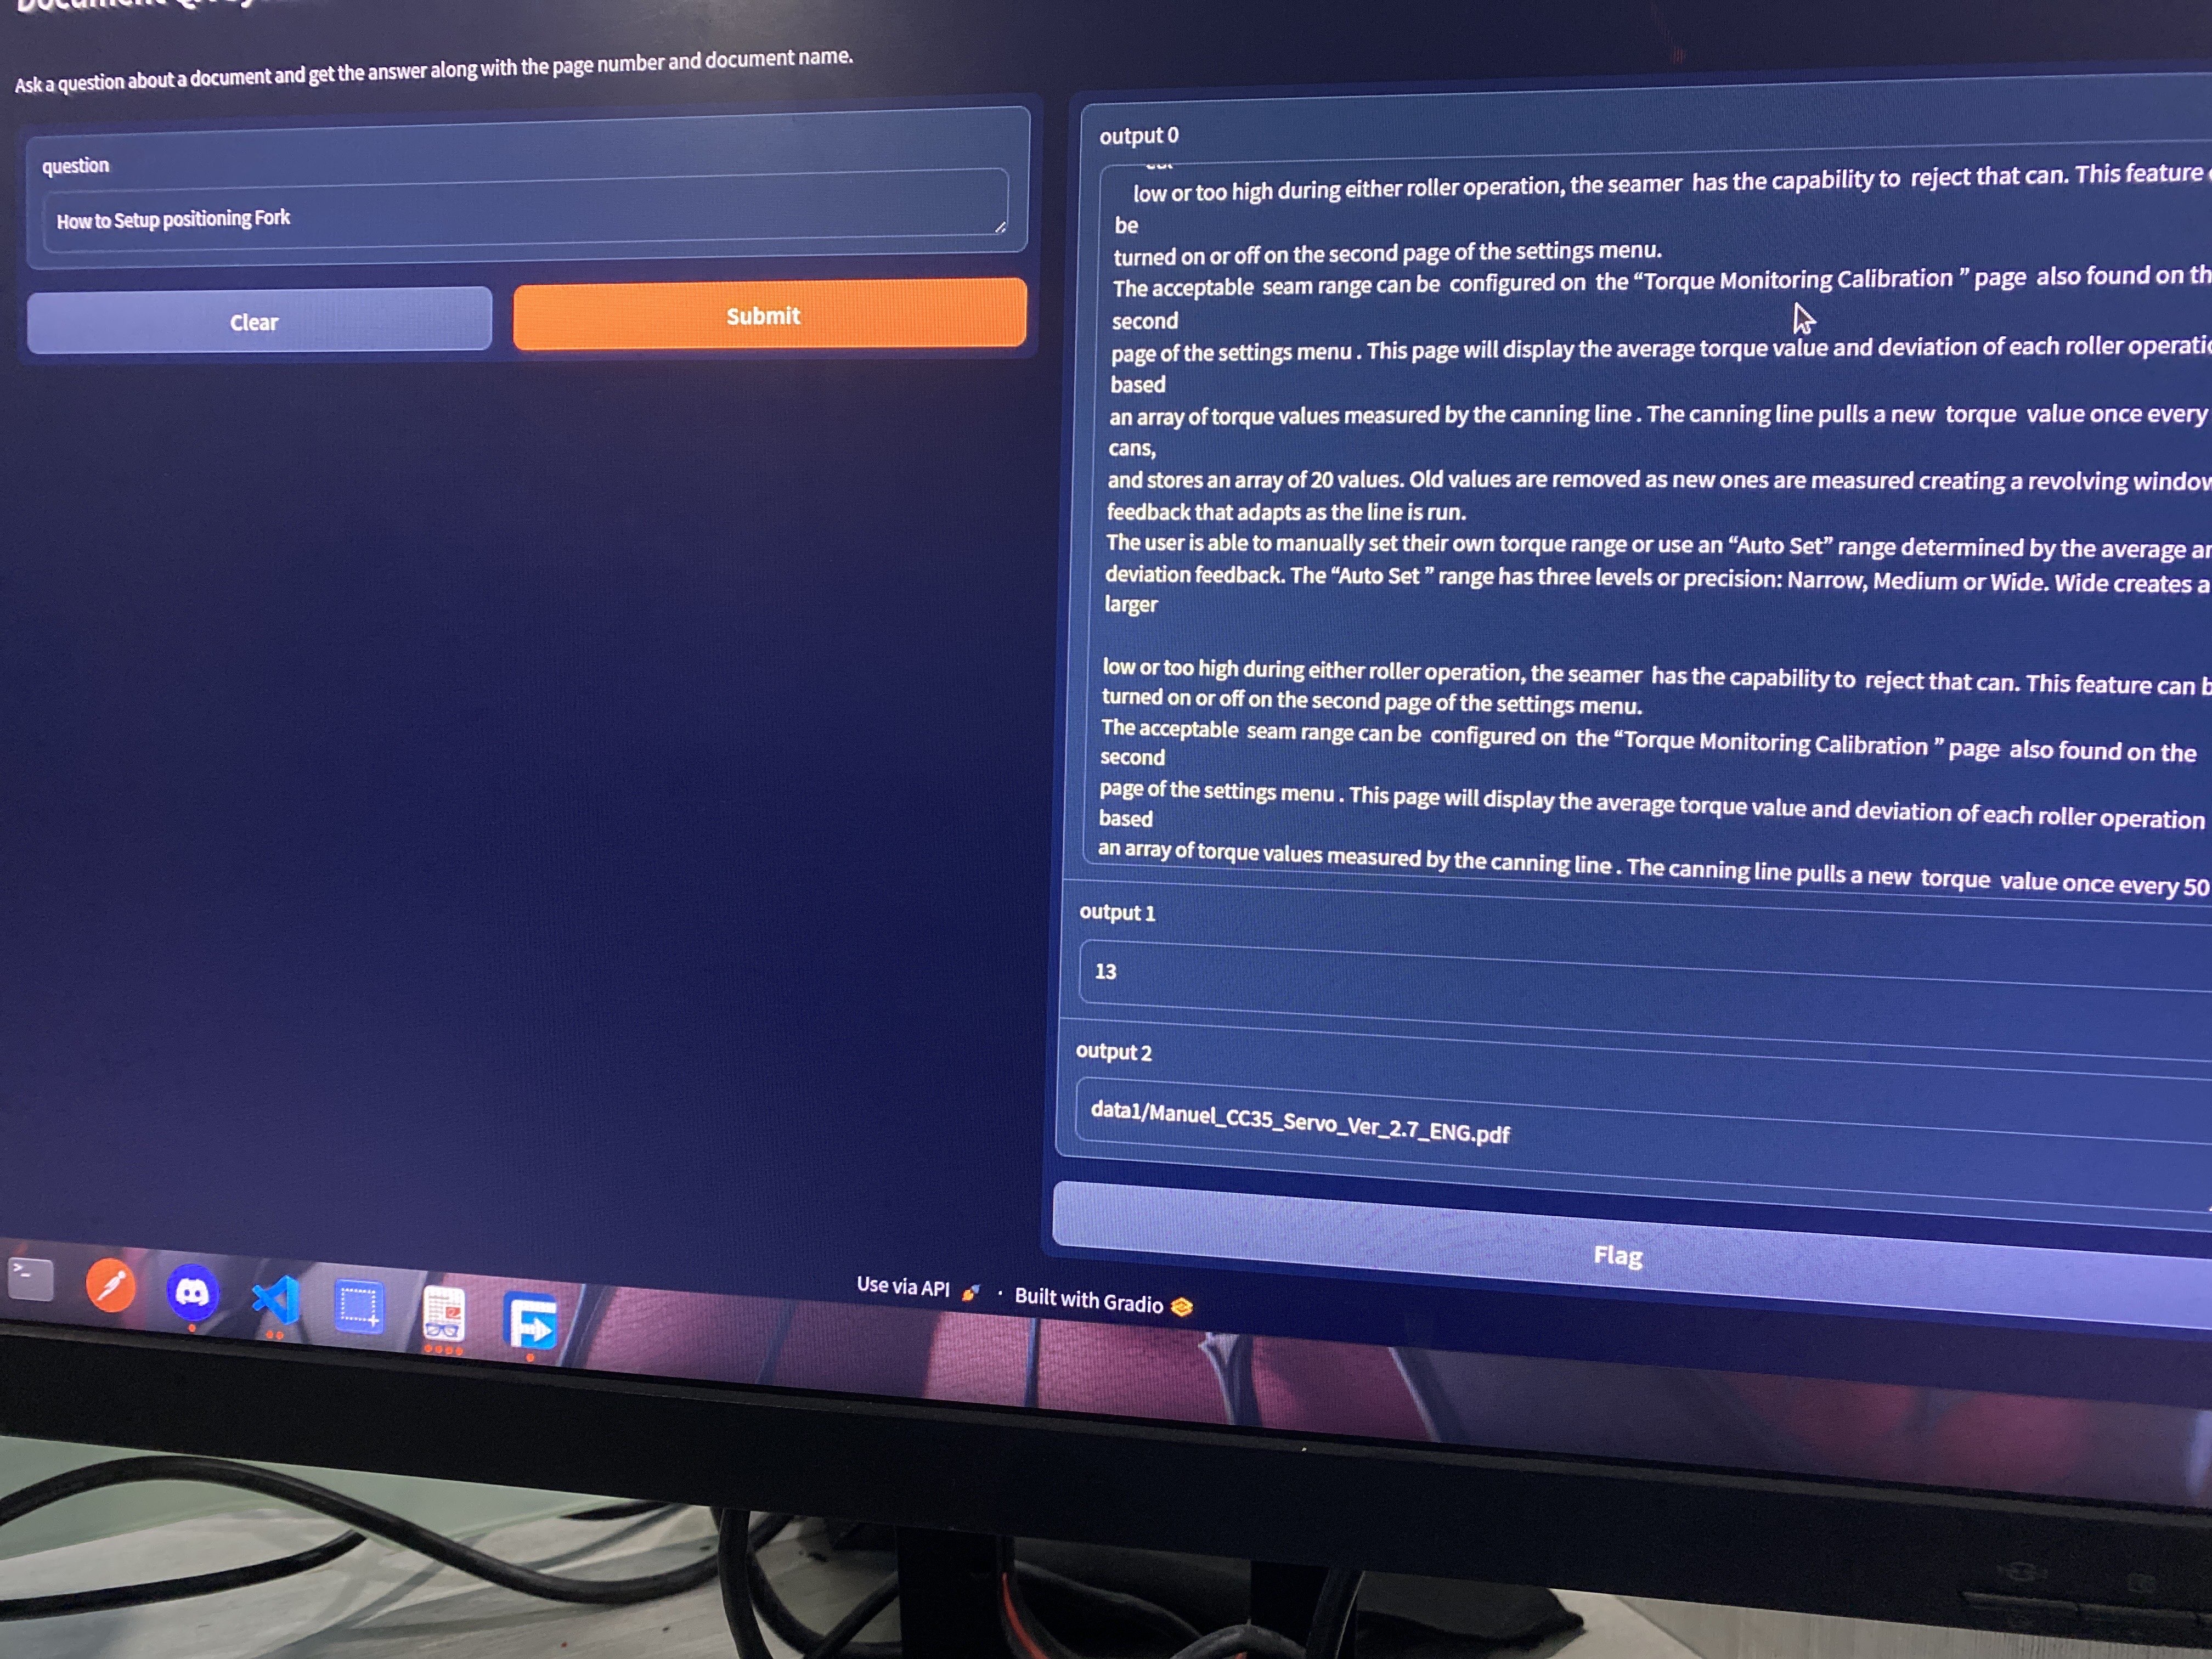 Document
Ask a question about a document and get the answer along with the page number and document name.
question
How to Setup positioning Fork
Clear
Submit
output 0
low or too high during either roller operation, the seamer has the capability to reject that can. This feature
be
turned on or off on the second page of the settings menu.
The acceptable seam range can be configured on the “Torque Monitoring Calibration ” page also found on
second
page of the settings menu . This page will display the average torque value and deviation of each roller
based
an array of torque values measured by the canning line . The canning line pulls a new torque value once every
cans,
and stores an array of 20 values. Old values are removed as new ones are measured creating a revolving
feedback that adapts as the line is run.
The user is able to manually set their own torque range or use an “Auto Set” range determined by the average
deviation feedback. The “Auto Set ” range has three levels or precision: Narrow, Medium or Wide. Wide creates a
larger
low or too high during either roller operation, the seamer has the capability to reject that can. This feature can
turned on or off on the second page of the settings menu.
The acceptable seam range can be configured on the “Torque Monitoring Calibration ” page also found on the
second
page of the settings menu . This page will display the average torque value and deviation of each roller operation
based
an array of torque values measured by the canning line . The canning line pulls a new torque value once every 50
output 1
13
output 2
data1/Manuel_CC35_Servo_Ver_2.7_ENG.pdf
Flag
Use via API · Built with Gradio